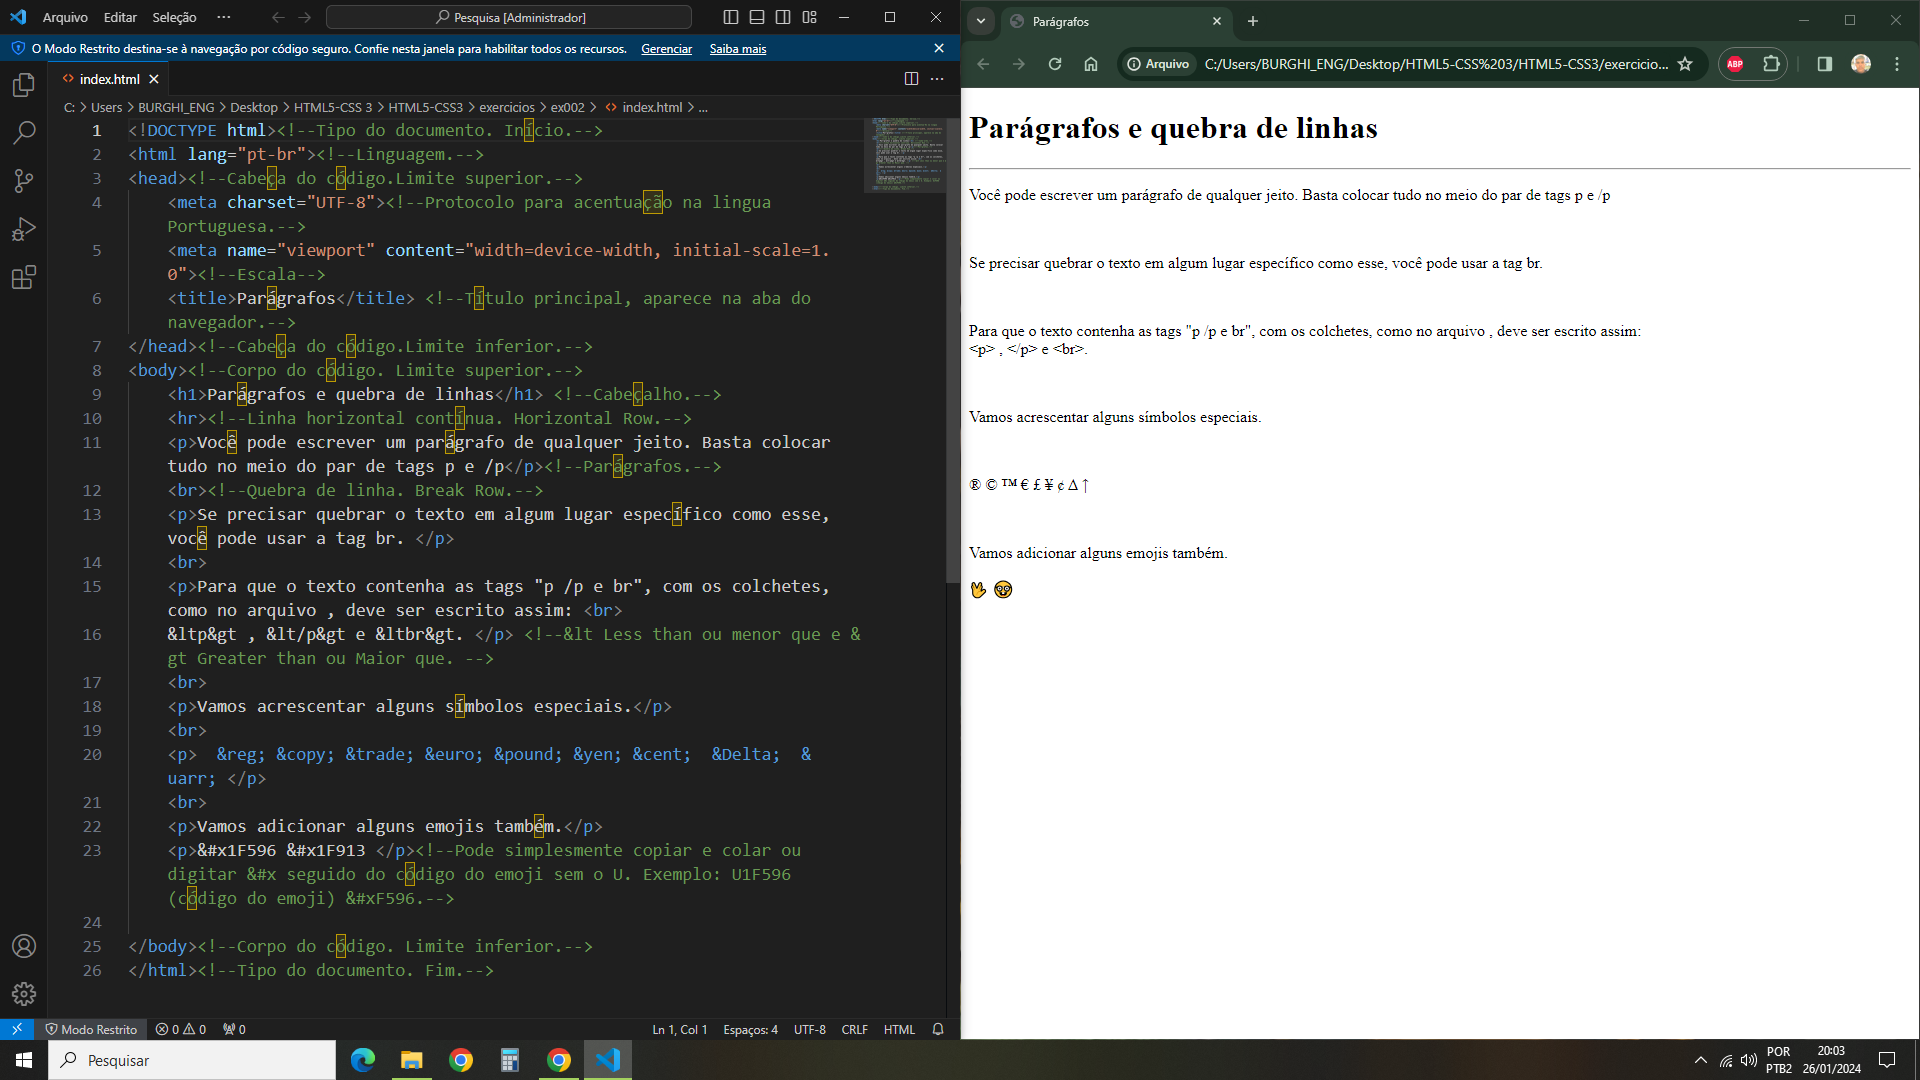 Arquivo Editar Seleção ··· Pesquisa [Administrador]
O Modo Restrito destina-se à navegação por código seguro. Confie nesta janela para habilitar todos os recursos. Gerenciar Saiba mais
index.html
C: > Users > BURGHI_ENG > Desktop > HTML5-CSS 3 > HTML5-CSS3 > exercicios > ex002 > index.html > ...
1 <!DOCTYPE html><!--Tipo do documento. Início.-->
2 <html lang="pt-br"><!--Linguagem.-->
3 <head><!--Cabeça do código.Limite superior.-->
4 <meta charset="UTF-8"><!--Protocolo para acentuação na lingua
Portuguesa.-->
5 <meta name="viewport" content="width=device-width, initial-scale=1.
0"><!--Escala-->
6 <title>Parágrafos</title> <!--Título principal, aparece na aba do
navegador.-->
7 </head><!--Cabeça do código.Limite inferior.-->
8 <body><!--Corpo do código. Limite superior.-->
9 <h1>Parágrafos e quebra de linhas</h1> <!--Cabeçalho.-->
10 <hr><!--Linha horizontal contínua. Horizontal Row.-->
11 <p>Você pode escrever um parágrafo de qualquer jeito. Basta colocar
tudo no meio do par de tags p e /p</p><!--Parágrafos.-->
12 <br><!--Quebra de linha. Break Row.-->
13 <p>Se precisar quebrar o texto em algum lugar específico como esse,
você pode usar a tag br. </p>
14 <br>
15 <p>Para que o texto contenha as tags "p /p e br", com os colchetes,
como no arquivo , deve ser escrito assim: <br>
16 &ltp&gt , &lt/p&gt e &ltbr&gt. </p> <!--&lt Less than ou menor que e &
gt Greater than ou Maior que. -->
17 <br>
18 <p>Vamos acrescentar alguns símbolos especiais.</p>
19 <br>
20 <p>  &reg; &copy; &trade; &euro; &pound; &yen; &cent;  &Delta;  &
uarr; </p>
21 <br>
22 <p>Vamos adicionar alguns emojis também.</p>
23 <p>&#x1F596 &#x1F913 </p><!--Pode simplesmente copiar e colar ou
digitar &#x seguido do código do emoji sem o U. Exemplo: U1F596
(código do emoji) &#xF596.-->
24
25 </body><!--Corpo do código. Limite inferior.-->
26 </html><!--Tipo do documento. Fim.-->
Modo Restrito 0 0 0 Ln 1, Col 1 Espaços: 4 UTF-8 CRLF HTML
Parágrafos
Arquivo C:/Users/BURGHI_ENG/Desktop/HTML5-CSS%203/HTML5-CSS3/exercicio...
ABP
Parágrafos e quebra de linhas
Você pode escrever um parágrafo de qualquer jeito. Basta colocar tudo no meio do par de tags p e /p
Se precisar quebrar o texto em algum lugar específico como esse, você pode usar a tag br.
Para que o texto contenha as tags "p /p e br", com os colchetes, como no arquivo , deve ser escrito assim:
<p> , </p> e <br>.
Vamos acrescentar alguns símbolos especiais.
® © ™ € £ ¥ ¢ Δ ↑
Vamos adicionar alguns emojis também.
🖖 🤓
Pesquisar
POR
PTB2
20:03
26/01/2024